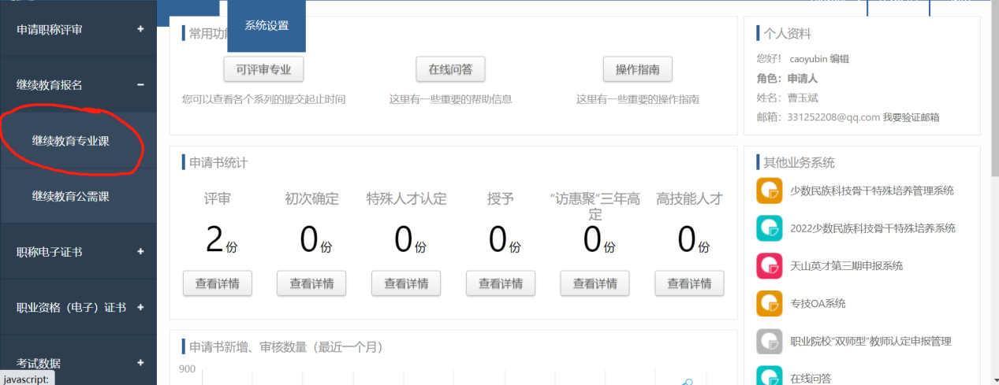 系统设置
申请职称评审 +
继续教育报名 −
继续教育专业课
继续教育公需课
职称电子证书 +
职业资格（电子）证书 +
考试数据 +
javascript:
常用功
可评审专业
在线问答
操作指南
您可以查看各个系列的提交起止时间
这里有一些重要的帮助信息
这里有一些重要的操作指南
申请书统计
评审
初次确定
特殊人才认定
授予
“访惠聚”三年高定
高技能人才
2份
0份
0份
0份
0份
0份
查看详情
查看详情
查看详情
查看详情
查看详情
查看详情
申请书新增、审核数量（最近一个月）
900
个人资料
您好！ caoyubin 编辑
角色：申请人
姓名：曹玉斌
邮箱：331252208@qq.com 我要验证邮箱
其他业务系统
少数民族科技骨干特殊培养管理系统
2022少数民族科技骨干特殊培养系统
天山英才第三期申报系统
专技OA系统
职业院校“双师型”教师认定申报管理
在线问答